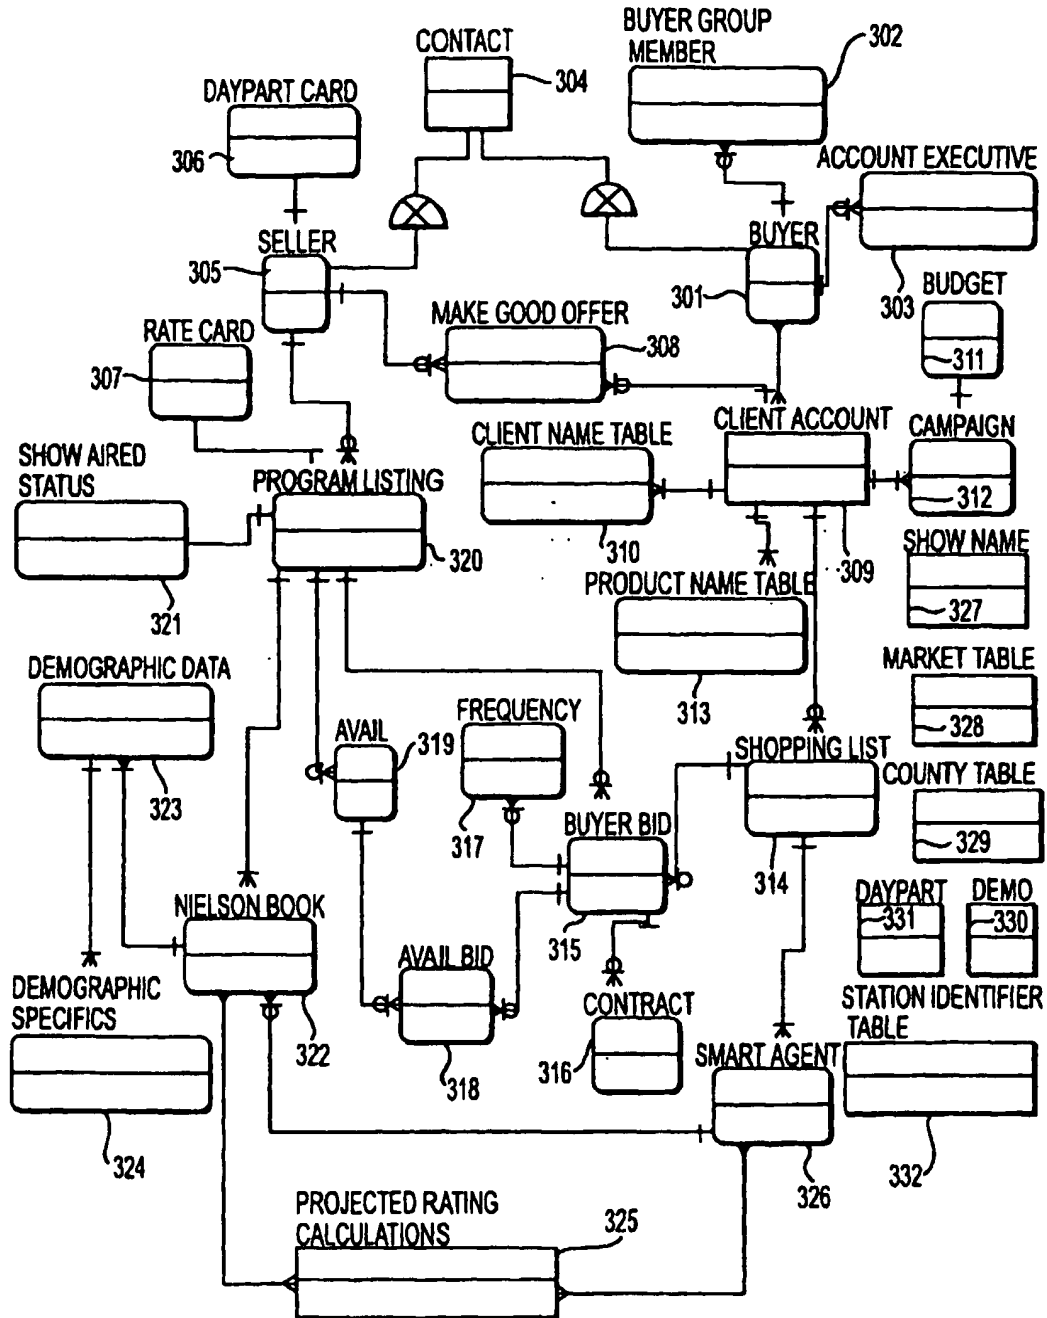 BUYER GROUP
MEMBER
302
CONTACT
304
DAYPART CARD
306
ACCOUNT EXECUTIVE
303
SELLER
305
BUYER
301
BUDGET
311
MAKE GOOD OFFER
308
RATE CARD
307
CLIENT NAME TABLE
310
CLIENT ACCOUNT
309
CAMPAIGN
312
SHOW AIRED
STATUS
321
PROGRAM LISTING
320
SHOW NAME
327
PRODUCT NAME TABLE
313
MARKET TABLE
328
DEMOGRAPHIC DATA
323
AVAIL
319
FREQUENCY
317
SHOPPING LIST
314
COUNTY TABLE
329
BUYER BID
315
DAYPART
331
DEMO
330
NIELSON BOOK
322
AVAIL BID
318
CONTRACT
316
DEMOGRAPHIC
SPECIFICS
324
STATION IDENTIFIER
TABLE
332
SMART AGENT
326
PROJECTED RATING
CALCULATIONS
325